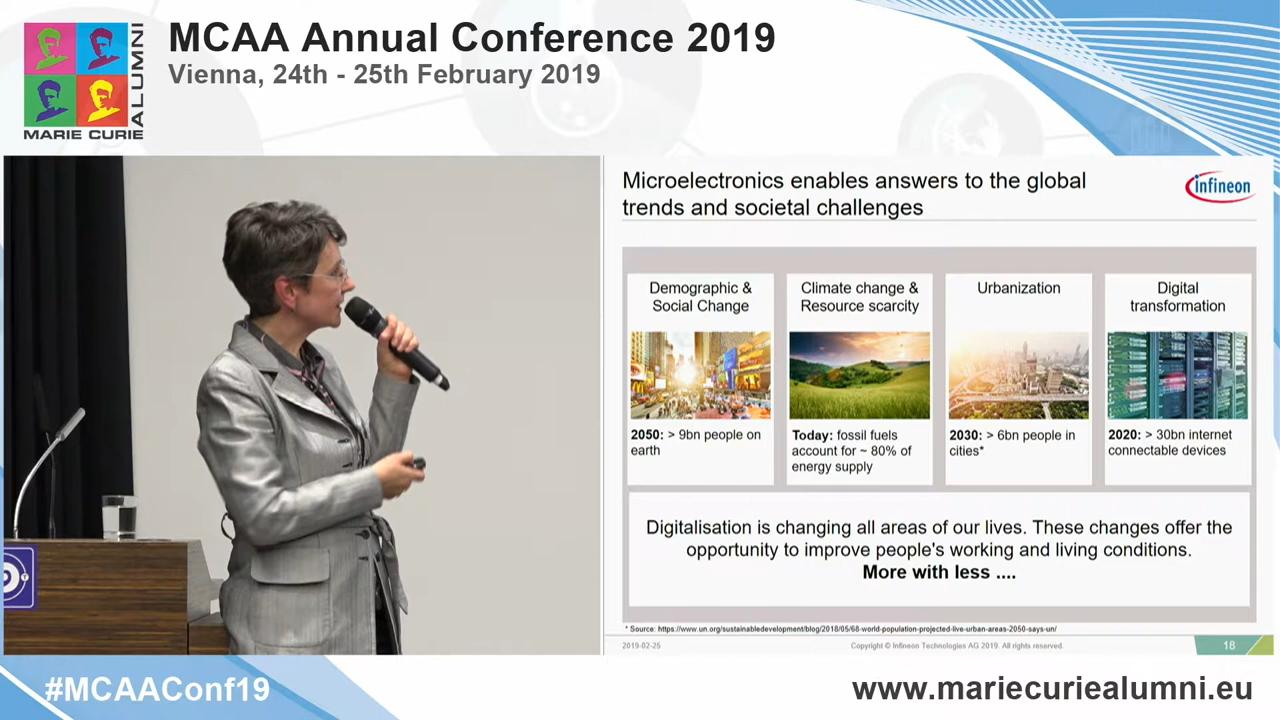 MCAA Annual Conference 2019
Vienna, 24th - 25th February 2019
MARIE CURIE
ALUMNI
Microelectronics enables answers to the global
trends and societal challenges
infineon
Demographic &
Social Change
2050: > 9bn people on
earth
Climate change &
Resource scarcity
Today: fossil fuels
account for ~ 80% of
energy supply
Urbanization
2030: > 6bn people in
cities*
Digital
transformation
2020: > 30bn internet
connectable devices
Digitalisation is changing all areas of our lives. These changes offer the
opportunity to improve people's working and living conditions.
More with less ....
* Source: https://www.un.org/sustainabledevelopment/blog/2018/05/68-world-population-projected-live-urban-areas-2050-says-un/
2019-02-25
Copyright © Infineon Technologies AG 2019. All rights reserved.
18
#MCAAConf19
www.mariecuriealumni.eu